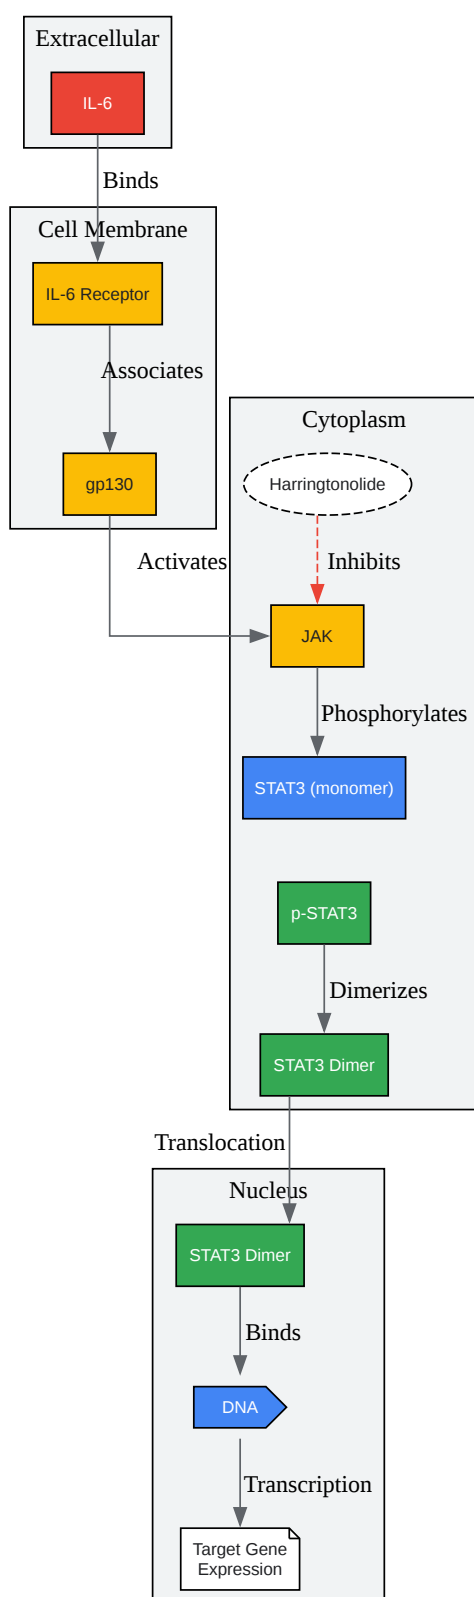 Extracellular
IL-6
Binds
Cell Membrane
IL-6 Receptor
Associates
gp130
Activates
Cytoplasm
Harringtonolide
Inhibits
JAK
Phosphorylates
STAT3 (monomer)
p-STAT3
Dimerizes
STAT3 Dimer
Translocation
Nucleus
STAT3 Dimer
Binds
DNA
Transcription
Target Gene
Expression